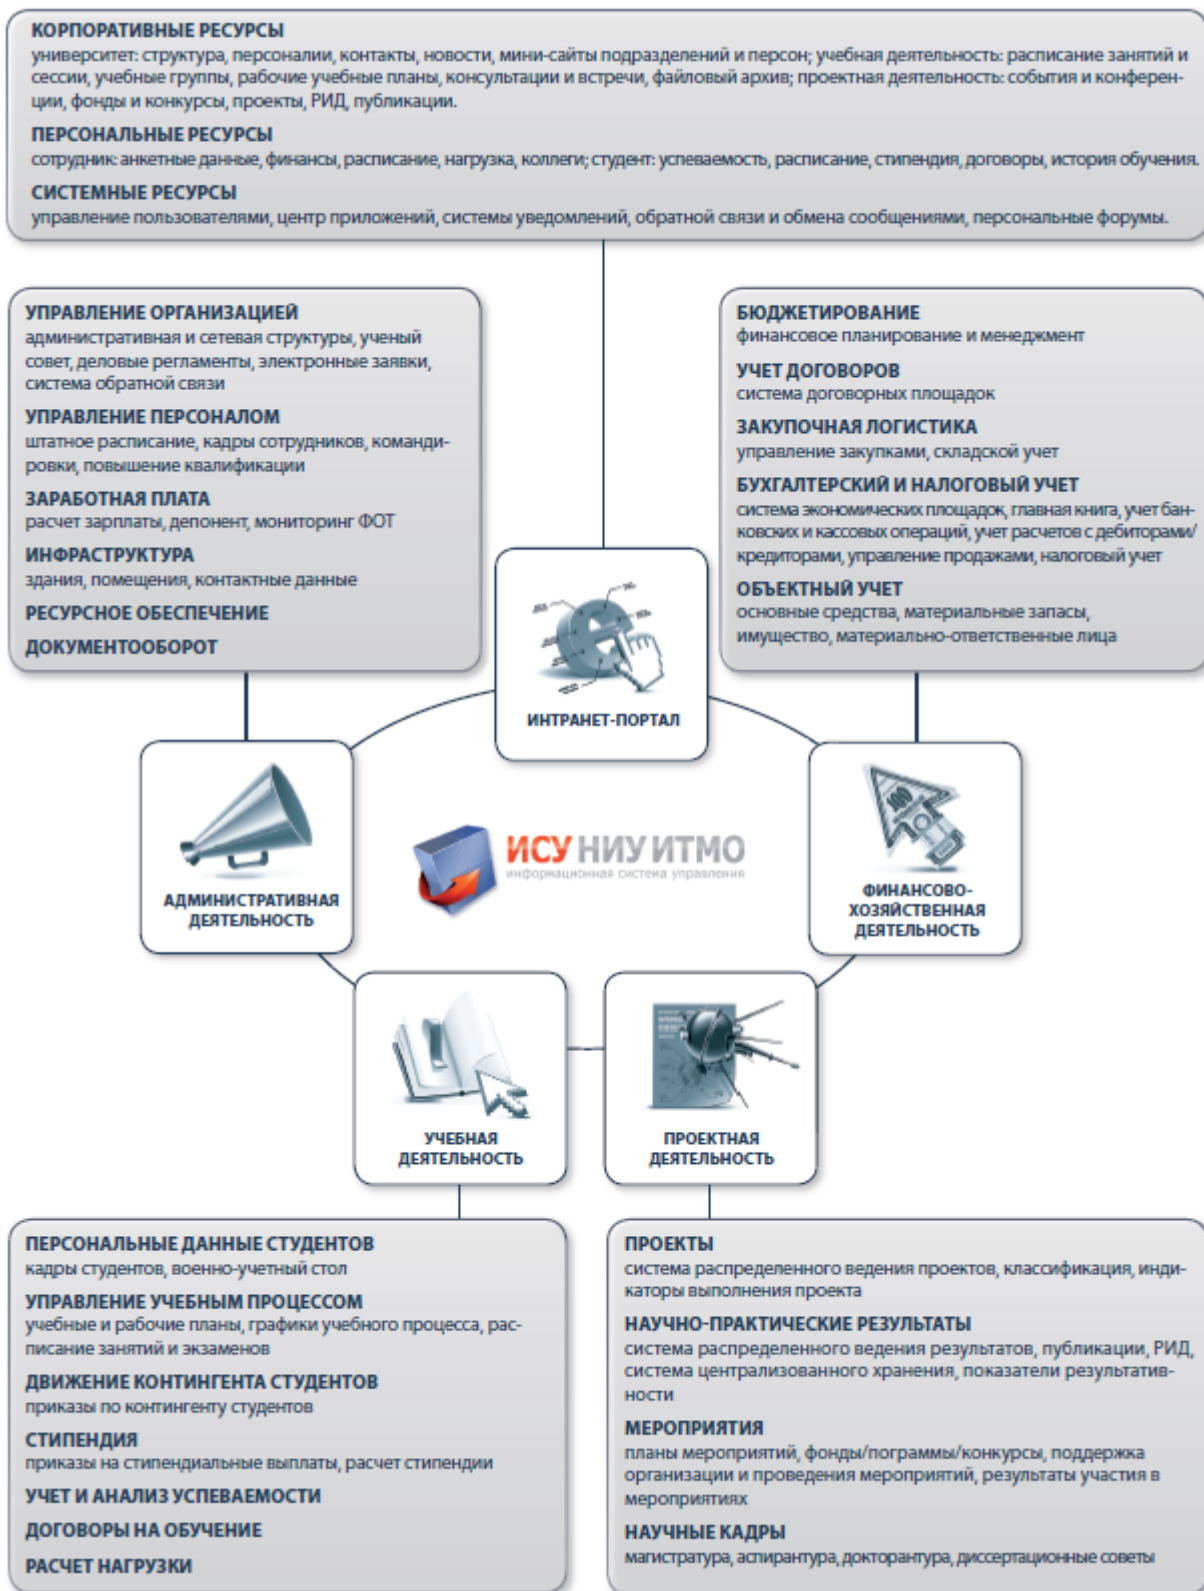 КОРПОРАТИВНЫЕ РЕСУРСЫ
университет: структура, персоналии, контакты, новости, мини-сайты подразделений и персон; учебная деятельность: расписание занятий и
сессии, учебные группы, рабочие учебные планы, консультации и встречи, файловый архив; проектная деятельность: события и конферен-
ции, фонды и конкурсы, проекты, РИД, публикации.
ПЕРСОНАЛЬНЫЕ РЕСУРСЫ
сотрудник: анкетные данные, финансы, расписание, нагрузка, коллеги; студент: успеваемость, расписание, стипендия, договоры, история обучения.
СИСТЕМНЫЕ РЕСУРСЫ
управление пользователями, центр приложений, системы уведомлений, обратной связи и обмена сообщениями, персональные форумы.
УПРАВЛЕНИЕ ОРГАНИЗАЦИЕЙ
административная и сетевая структуры, ученый
совет, деловые регламенты, электронные заявки,
система обратной связи
УПРАВЛЕНИЕ ПЕРСОНАЛОМ
штатное расписание, кадры сотрудников, команди-
ровки, повышение квалификации
ЗАРАБОТНАЯ ПЛАТА
расчет зарплаты, депонент, мониторинг ФОТ
ИНФРАСТРУКТУРА
здания, помещения, контактные данные
РЕСУРСНОЕ ОБЕСПЕЧЕНИЕ
ДОКУМЕНТООБОРОТ
БЮДЖЕТИРОВАНИЕ
финансовое планирование и менеджмент
УЧЕТ ДОГОВОРОВ
система договорных площадок
ЗАКУПОЧНАЯ ЛОГИСТИКА
управление закупками, складской учет
БУХГАЛТЕРСКИЙ И НАЛОГОВЫЙ УЧЕТ
система экономических площадок, главная книга, учет бан-
ковских и кассовых операций, учет расчетов с дебиторами/
кредиторами, управление продажами, налоговый учет
ОБЪЕКТНЫЙ УЧЕТ
основные средства, материальные запасы,
имущество, материально-ответственные лица
ИНТРАНЕТ-ПОРТАЛ
АДМИНИСТРАТИВНАЯ
ДЕЯТЕЛЬНОСТЬ
ИСУ НИУ ИТМО
информационная система управления
100
ФИНАНСОВО-
ХОЗЯЙСТВЕННАЯ
ДЕЯТЕЛЬНОСТЬ
УЧЕБНАЯ
ДЕЯТЕЛЬНОСТЬ
ПРОЕКТНАЯ
ДЕЯТЕЛЬНОСТЬ
ПЕРСОНАЛЬНЫЕ ДАННЫЕ СТУДЕНТОВ
кадры студентов, военно-учетный стол
УПРАВЛЕНИЕ УЧЕБНЫМ ПРОЦЕССОМ
учебные и рабочие планы, графики учебного процесса, рас-
писание занятий и экзаменов
ДВИЖЕНИЕ КОНТИНГЕНТА СТУДЕНТОВ
приказы по контингенту студентов
СТИПЕНДИЯ
приказы на стипендиальные выплаты, расчет стипендии
УЧЕТ И АНАЛИЗ УСПЕВАЕМОСТИ
ДОГОВОРЫ НА ОБУЧЕНИЕ
РАСЧЕТ НАГРУЗКИ
ПРОЕКТЫ
система распределенного ведения проектов, классификация, инди-
каторы выполнения проекта
НАУЧНО-ПРАКТИЧЕСКИЕ РЕЗУЛЬТАТЫ
система распределенного ведения результатов, публикации, РИД,
система централизованного хранения, показатели результатив-
ности
МЕРОПРИЯТИЯ
планы мероприятий, фонды/пограммы/конкурсы, поддержка
организации и проведения мероприятий, результаты участия в
мероприятиях
НАУЧНЫЕ КАДРЫ
магистратура, аспирантура, докторантура, диссертационные советы